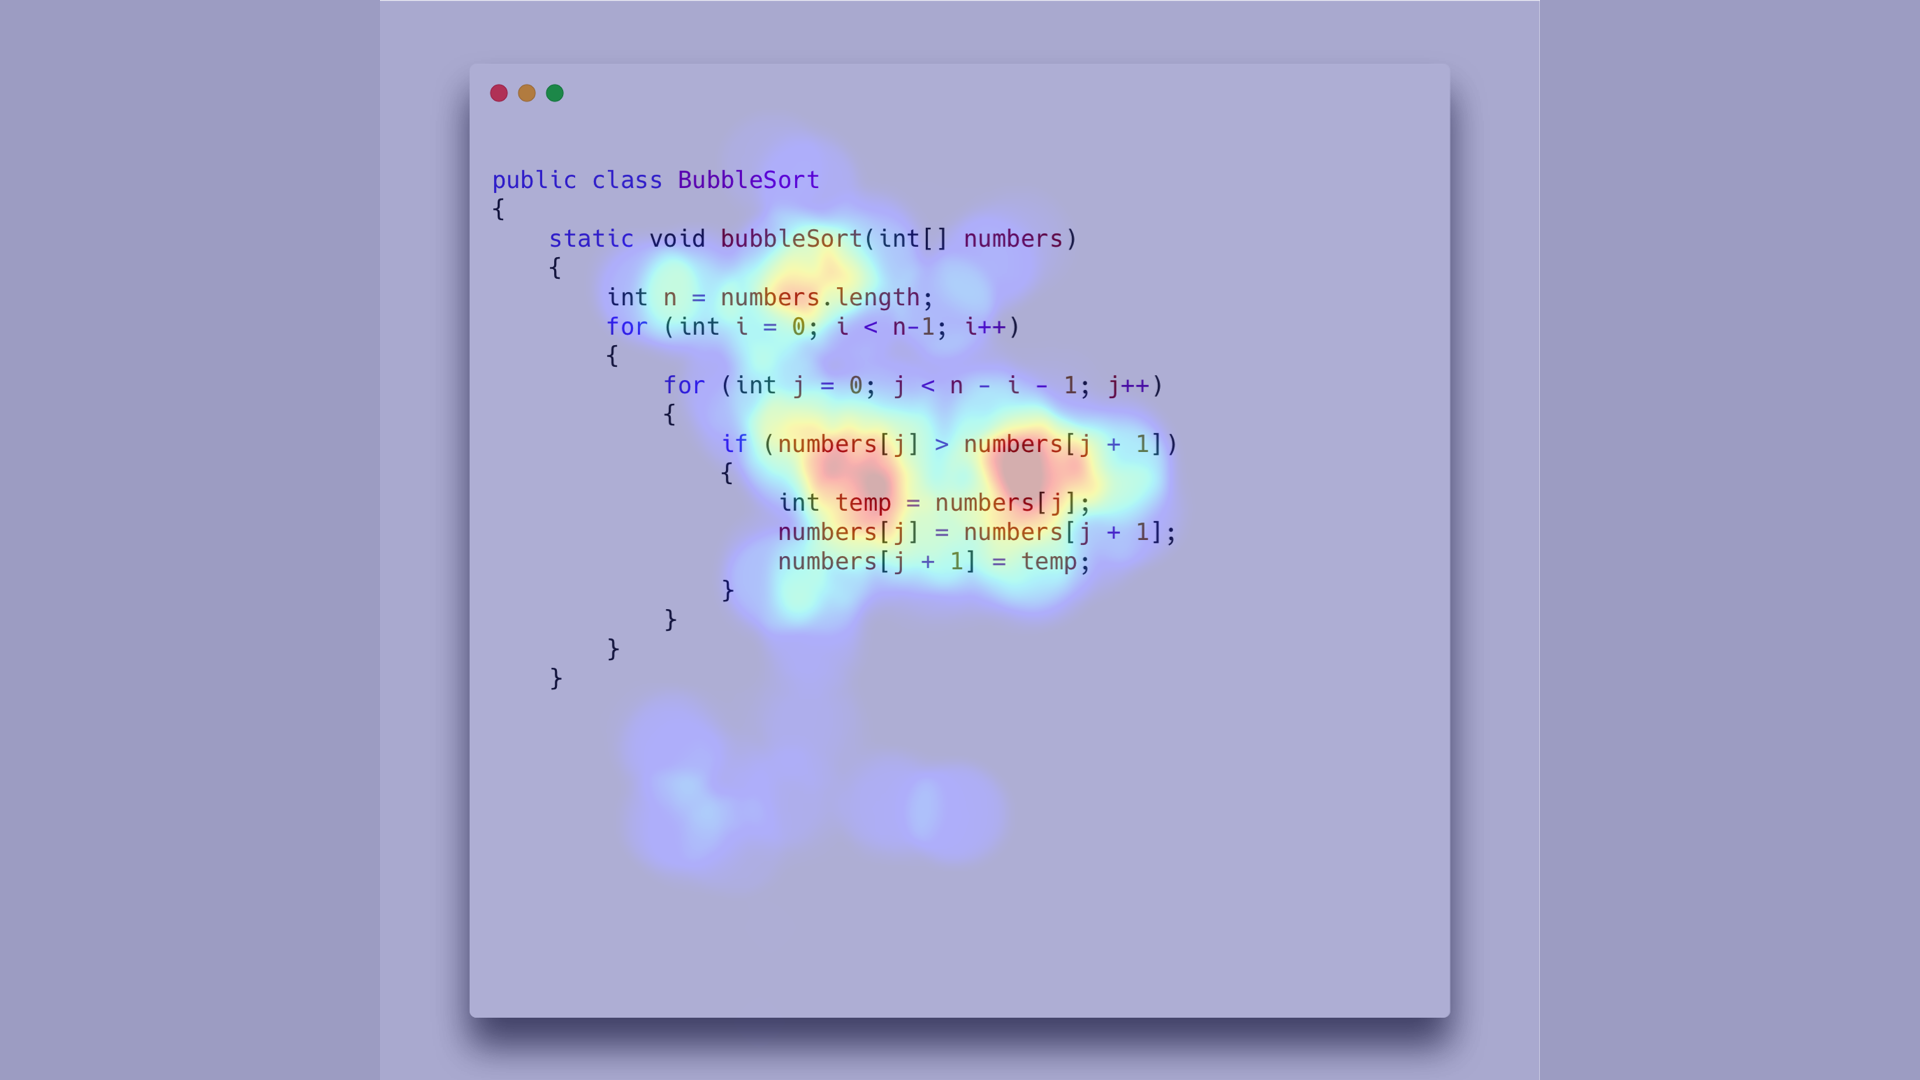 public class BubbleSort
{
    static void bubbleSort(int[] numbers)
    {
        int n = numbers.length;
        for (int i = 0; i < n-1; i++)
        {
            for (int j = 0; j < n - i - 1; j++)
            {
                if (numbers[j] > numbers[j + 1])
                {
                    int temp = numbers[j];
                    numbers[j] = numbers[j + 1];
                    numbers[j + 1] = temp;
                }
            }
        }
    }